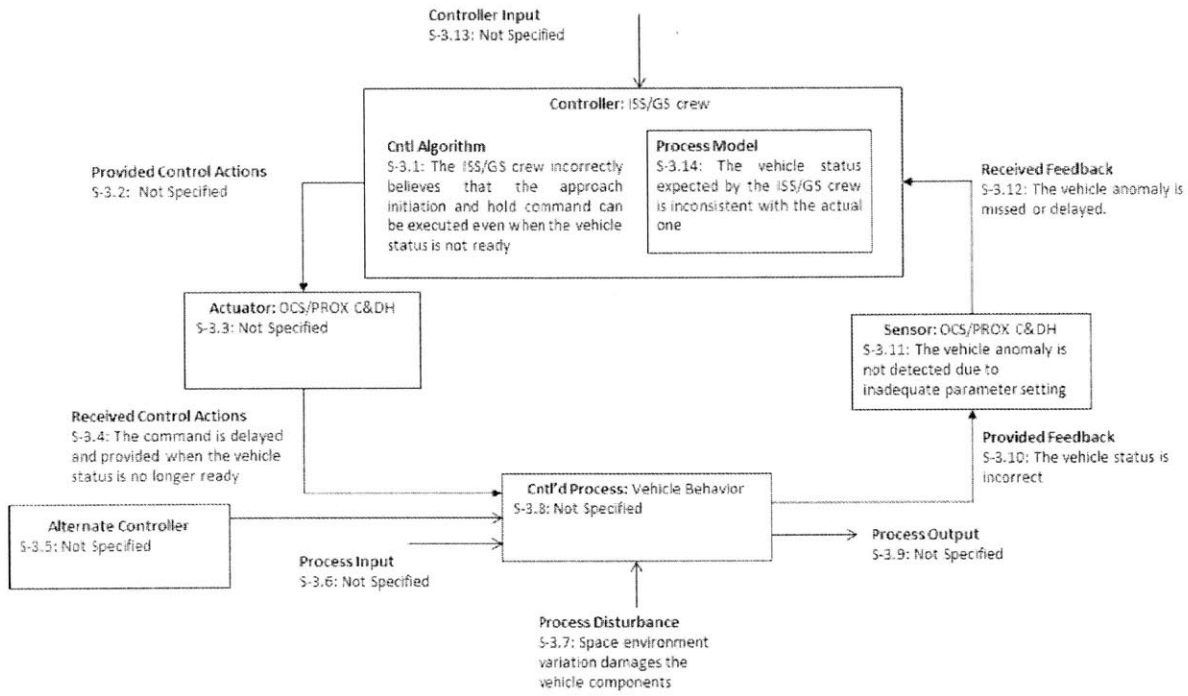 Controller Input
S-3.13: Not Specified
Controller: ISS/GS crew
Cntl Algorithm
S-3.1: The ISS/GS crew incorrectly
believes that the approach
initiation and hold command can
be executed even when the vehicle
status is not ready
Process Model
S-3.14: The vehicle status
expected by the ISS/GS crew
is inconsistent with the actual
one
Provided Control Actions
S-3.2: Not Specified
Received Feedback
S-3.12: The vehicle anomaly is
missed or delayed.
Actuator: OCS/PROX C&DH
S-3.3: Not Specified
Sensor: OCS/PROX C&DH
S-3.11: The vehicle anomaly is
not detected due to
inadequate parameter setting
Received Control Actions
S-3.4: The command is delayed
and provided when the vehicle
status is no longer ready
Provided Feedback
S-3.10: The vehicle status is
incorrect
Cntl'd Process: Vehicle Behavior
S-3.8: Not Specified
Alternate Controller
S-3.5: Not Specified
Process Input
S-3.6: Not Specified
Process Output
S-3.9: Not Specified
Process Disturbance
S-3.7: Space environment
variation damages the
vehicle components